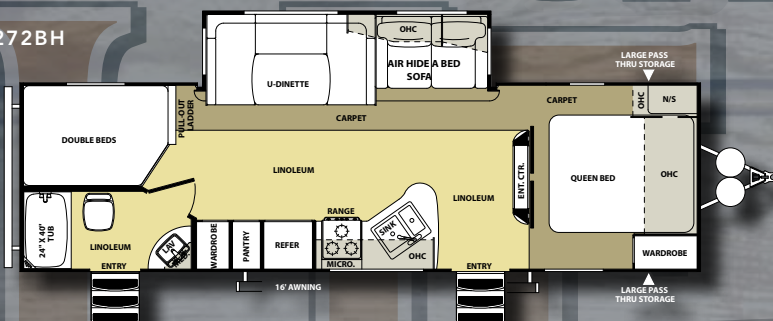 272BH
OHC
AIR HIDE A BED
SOFA
U-DINETTE
LARGE PASS
THRU STORAGE
OHC
N/S
CARPET
CARPET
PULL-OUT
LADDER
DOUBLE BEDS
LINOLEUM
LINOLEUM
ENT. CTR.
QUEEN BED
OHC
24" X 40"
TUB
LINOLEUM
ENTRY
LAV
MED.
WARDROBE
PANTRY
REFER
RANGE
MICRO.
SINK
OHC
ENTRY
WARDROBE
16' AWNING
LARGE PASS
THRU STORAGE